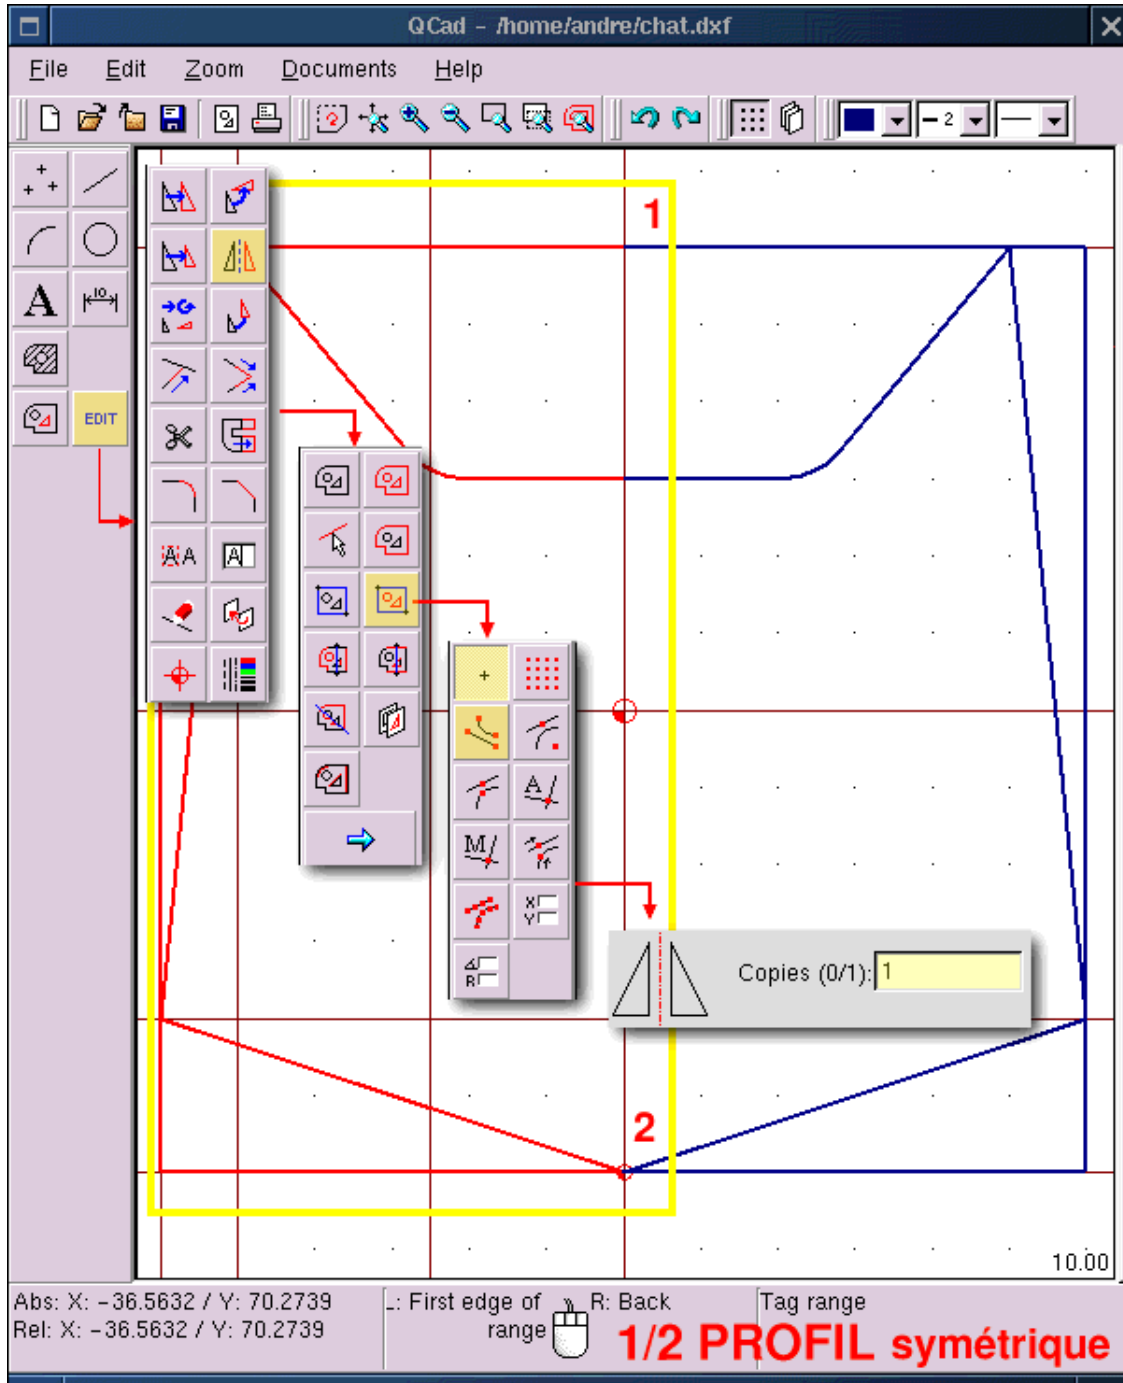 QCad - /home/andre/chat.dxf
File Edit Zoom Documents Help
2
A 10
EDIT
1
A A A
A
M
X
Y
R
Copies (0/1): 1
2
10.00
Abs: X: -36.5632 / Y: 70.2739
Rel: X: -36.5632 / Y: 70.2739
L: First edge of range
R: Back
Tag range
1/2 PROFIL symétrique